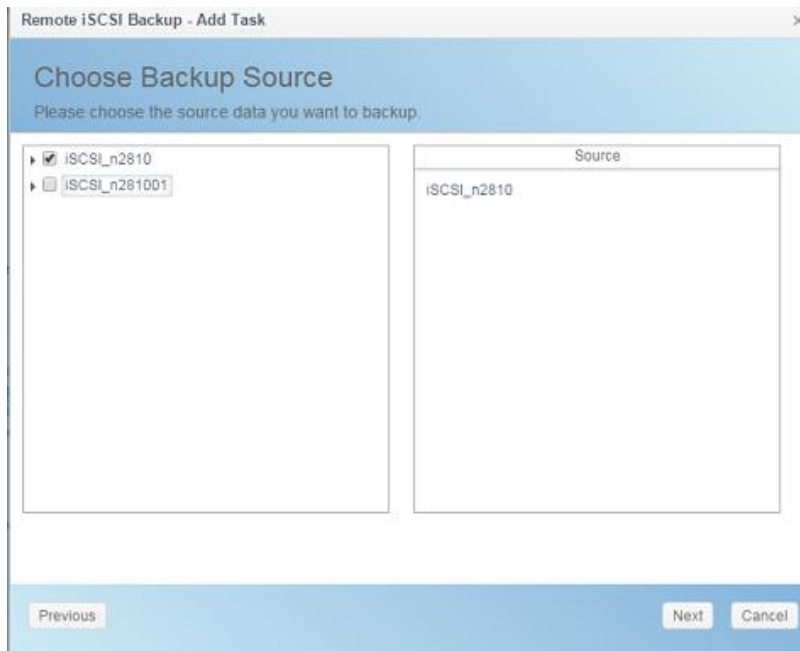 Remote iSCSI Backup - Add Task
Choose Backup Source
Please choose the source data you want to backup.
iSCSI_n2810
iSCSI_n281001
Source
iSCSI_n2810
Previous
Next
Cancel